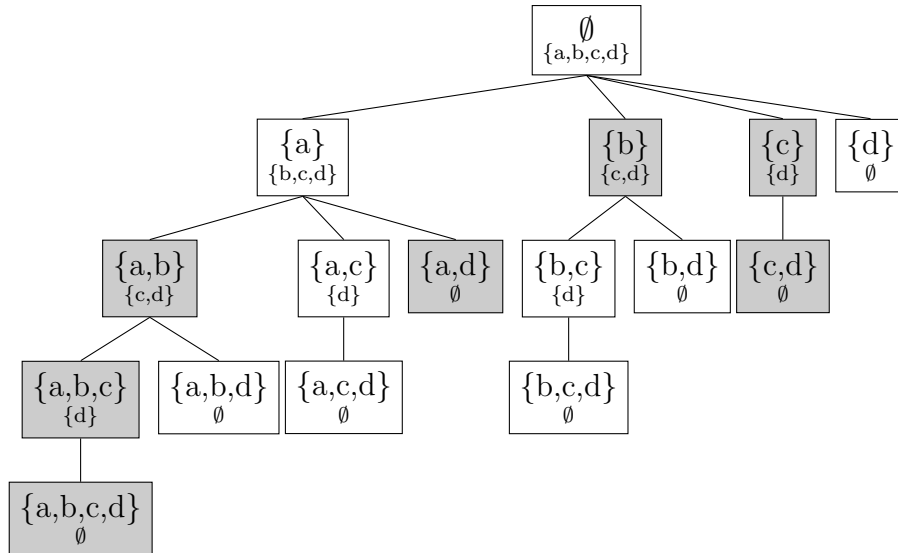 ∅
{a,b,c,d}
{a}
{b,c,d}
{b}
{c,d}
{c}
{d}
{d}
∅
{a,b}
{c,d}
{a,c}
{d}
{a,d}
∅
{b,c}
{d}
{b,d}
∅
{c,d}
∅
{a,b,c}
{d}
{a,b,d}
∅
{a,c,d}
∅
{b,c,d}
∅
{a,b,c,d}
∅